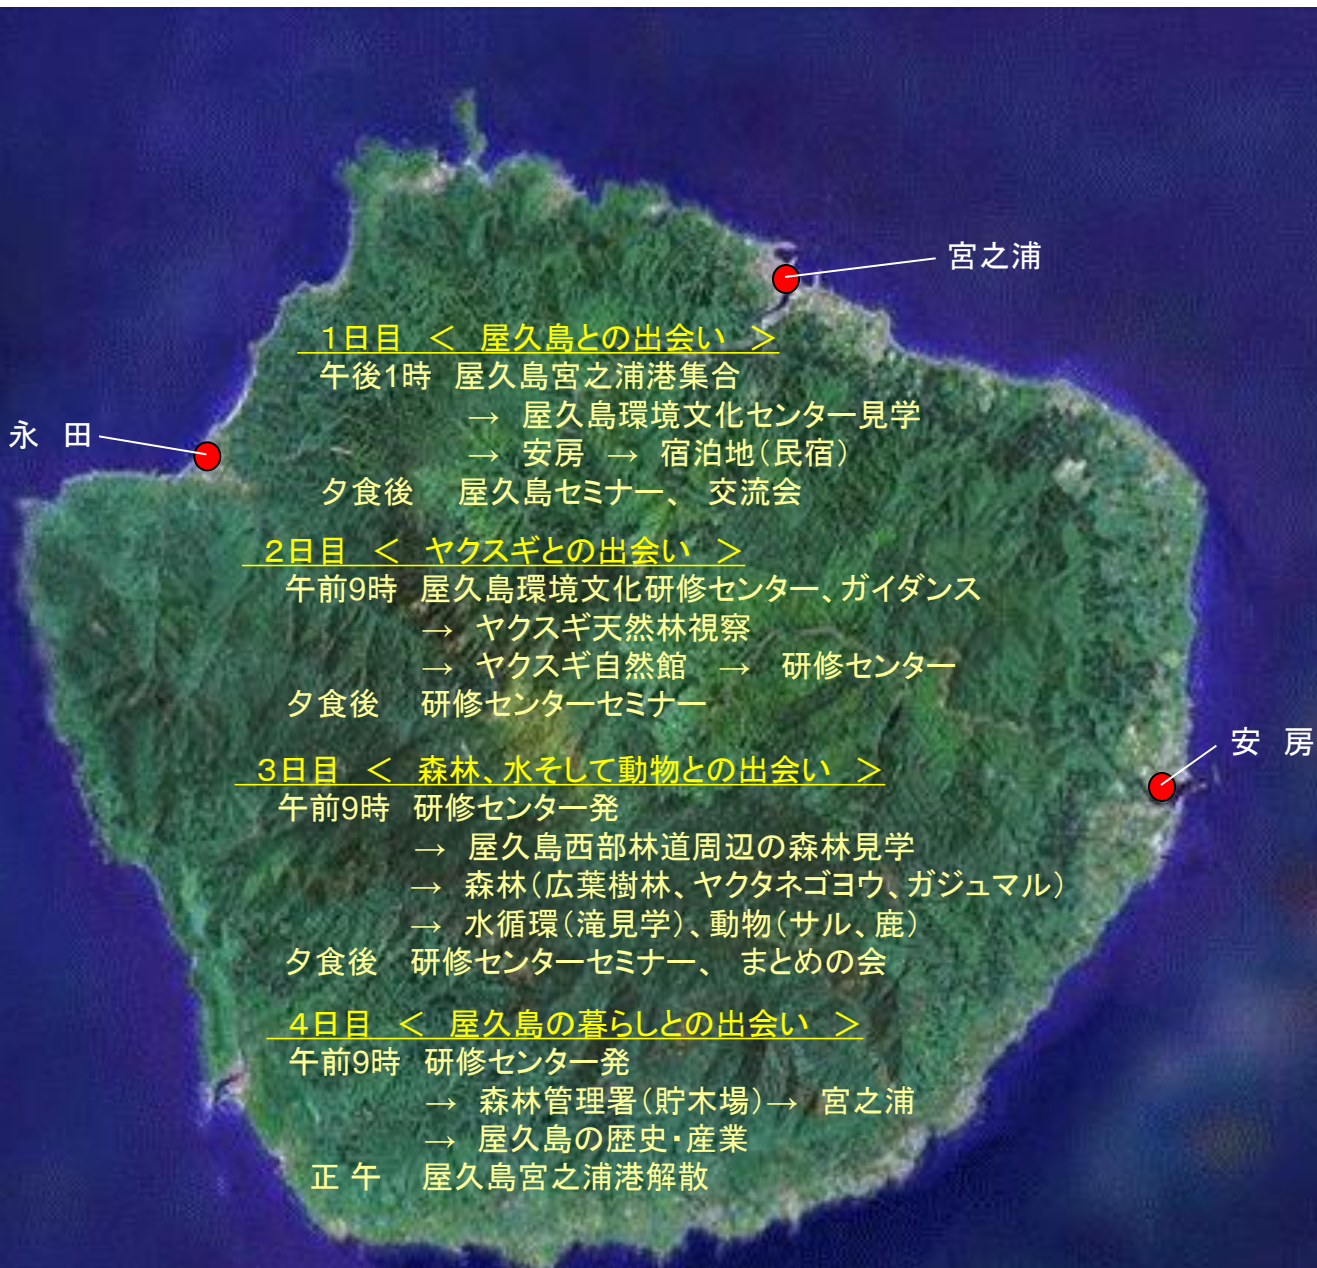 宮之浦
永　田
安　房
１日目　＜　屋久島との出会い　＞
午後1時　屋久島宮之浦港集合
→　屋久島環境文化センター見学
→　安房　→　宿泊地（民宿）
夕食後　屋久島セミナー、　交流会
２日目　＜　ヤクスギとの出会い　＞
午前9時　屋久島環境文化研修センター、ガイダンス
→　ヤクスギ天然林視察
→　ヤクスギ自然館　→　研修センター
夕食後　研修センターセミナー
３日目　＜　森林、水そして動物との出会い　＞
午前9時　研修センター発
→　屋久島西部林道周辺の森林見学
→　森林（広葉樹林、ヤクタネゴヨウ、ガジュマル）
→　水循環（滝見学）、動物（サル、鹿）
夕食後　研修センターセミナー、　まとめの会
４日目　＜　屋久島の暮らしとの出会い　＞
午前9時　研修センター発
→　森林管理署（貯木場）→　宮之浦
→　屋久島の歴史・産業
正 午　屋久島宮之浦港解散